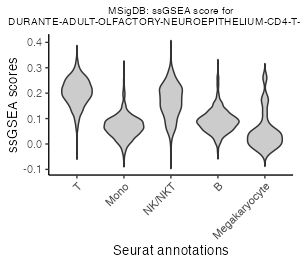 MSigDB: ssGSEA score for
DURANTE-ADULT-OLFACTORY-NEUROEPITHELIUM-CD4-T-
ssGSEA scores
0.4
0.3
0.2
0.1
0.0
-0.1
T
Mono
NK/NKT
B
Megakaryocyte
Seurat annotations